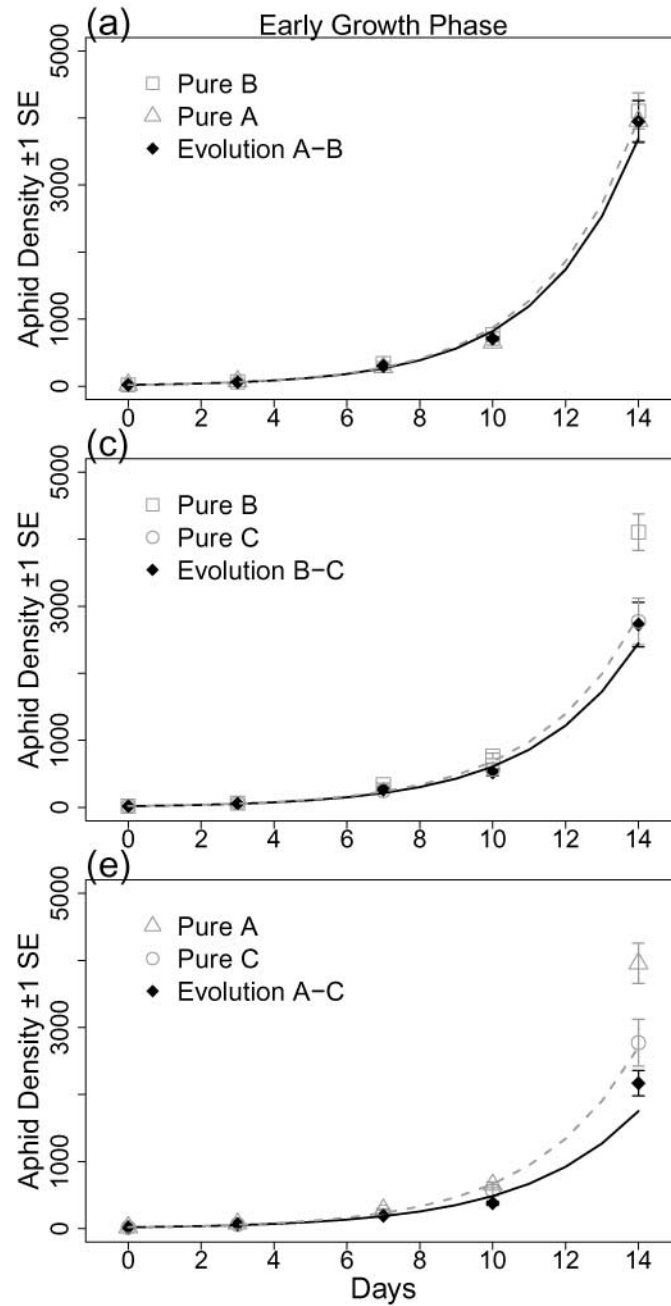 (a) Early Growth Phase
Aphid Density ±1 SE
5000
3000
1000
0
Pure B
Pure A
Evolution A−B
0 2 4 6 8 10 12 14
(c)
Aphid Density ±1 SE
5000
3000
1000
0
Pure B
Pure C
Evolution B−C
0 2 4 6 8 10 12 14
(e)
Aphid Density ±1 SE
5000
3000
1000
0
Pure A
Pure C
Evolution A−C
0 2 4 6 8 10 12 14
Days